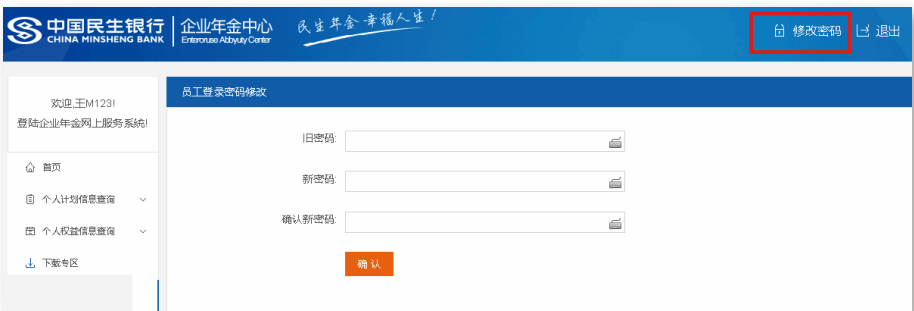 中国民生银行
CHINA MINSHENG BANK
企业年金中心
Enteroruse Abbyuty Center
民生年金 幸福人生!
修改密码
退出
欢迎,王M123!
登陆企业年金网上服务系统!
首页
个人计划信息查询
个人权益信息查询
下载专区
员工登录密码修改
旧密码:
新密码:
确认新密码:
确 认